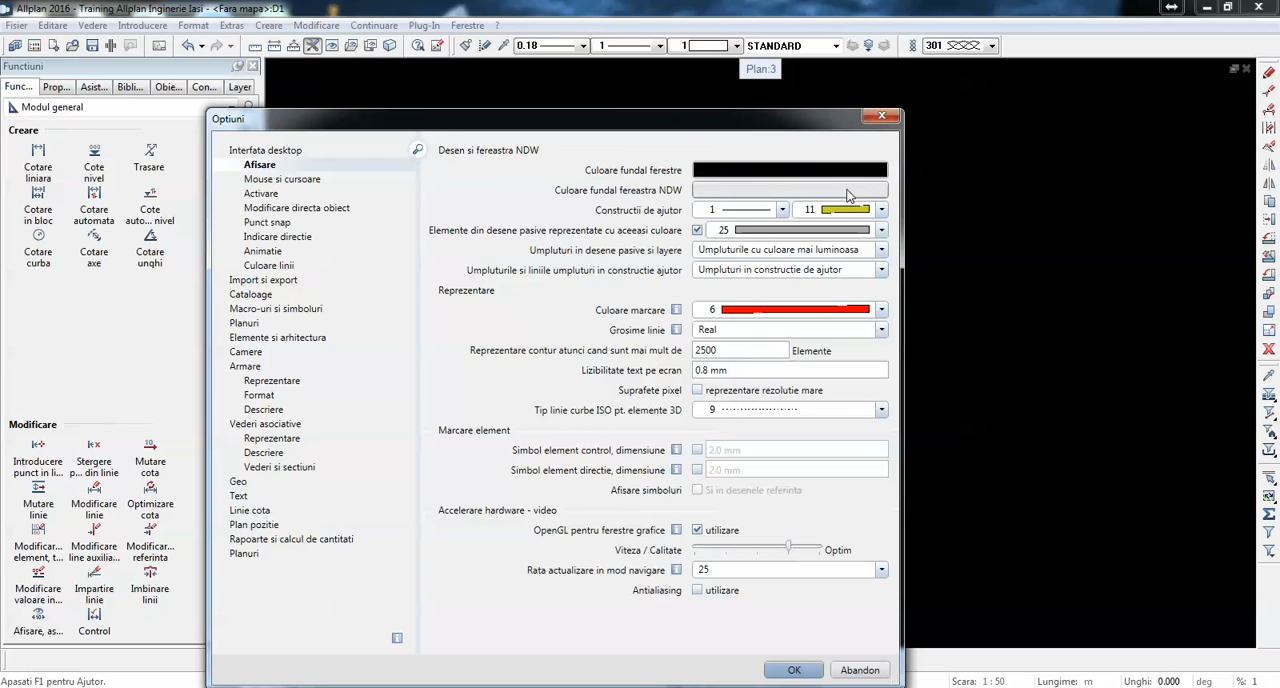 Allplan 2016 - Training Allplan Inginerie Iasi - <Fara mapa>:D1
Fisier Editare Vedere Introducere Format Extras Creare Modificare Continuare Plug-In Ferestre ?
0.18 1 1 STANDARD 301
Functiuni
Plan:3
Func... Prop... Asist... Bibli... Obie... Con... Layer
Modul general
Creare
Cotare liniara
Cote nivel
Trasare
Cotare in bloc
Cotare automata
Cote auto... nivel
Cotare curba
Cotare axe
Cotare unghi
Modificare
Introducere punct in li...
Stergere p... din linie
Mutare cota
Mutare linie
Modificare linie
Optimizare cota
Modificar... element, t...
Modificare line auxilia...
Modificar... referinta
Modificare valoare in...
Impartire linie
Imbinare linii
Afisare, as...
Control
Optiuni
Interfata desktop
Afisare
Mouse si cursoare
Activare
Modificare directa obiect
Punct snap
Indicare directie
Animatie
Culoare linii
Import si export
Cataloage
Macro-uri si simboluri
Planuri
Elemente si arhitectura
Camere
Armare
Reprezentare
Format
Descriere
Vederi asociative
Reprezentare
Descriere
Vederi si sectiuni
Geo
Text
Linie cota
Plan pozitie
Rapoarte si calcul de cantitati
Planuri
Desen si fereastra NDW
Culoare fundal ferestre
Culoare fundal fereastra NDW
Constructii de ajutor 1 11
Elemente din desene pasive reprezentate cu aceeasi culoare 25
Umpluturi in desene pasive si layere Umpluturile cu culoare mai luminoasa
Umpluturile si liniile umpluturi in constructie ajutor Umpluturi in constructie de ajutor
Reprezentare
Culoare marcare 6
Grosime linie Real
Reprezentare contur atunci cand sunt mai mult de 2500 Elemente
Lizibilitate text pe ecran 0.8 mm
Suprafete pixel reprezentare rezolutie mare
Tip linie curbe ISO pt. elemente 3D 9
Marcare element
Simbol element control, dimensiune 2.0 mm
Simbol element directie, dimensiune 2.0 mm
Afisare simboluri Si in desenele referinta
Accelerare hardware - video
OpenGL pentru ferestre grafice utilizare
Viteza / Calitate Optim
Rata actualizare in mod navigare 25
Antialiasing utilizare
OK Abandon
Apasati F1 pentru Ajutor. Scara: 1 : 50 Lungime: m Unghi: 0.000 deg %: 1